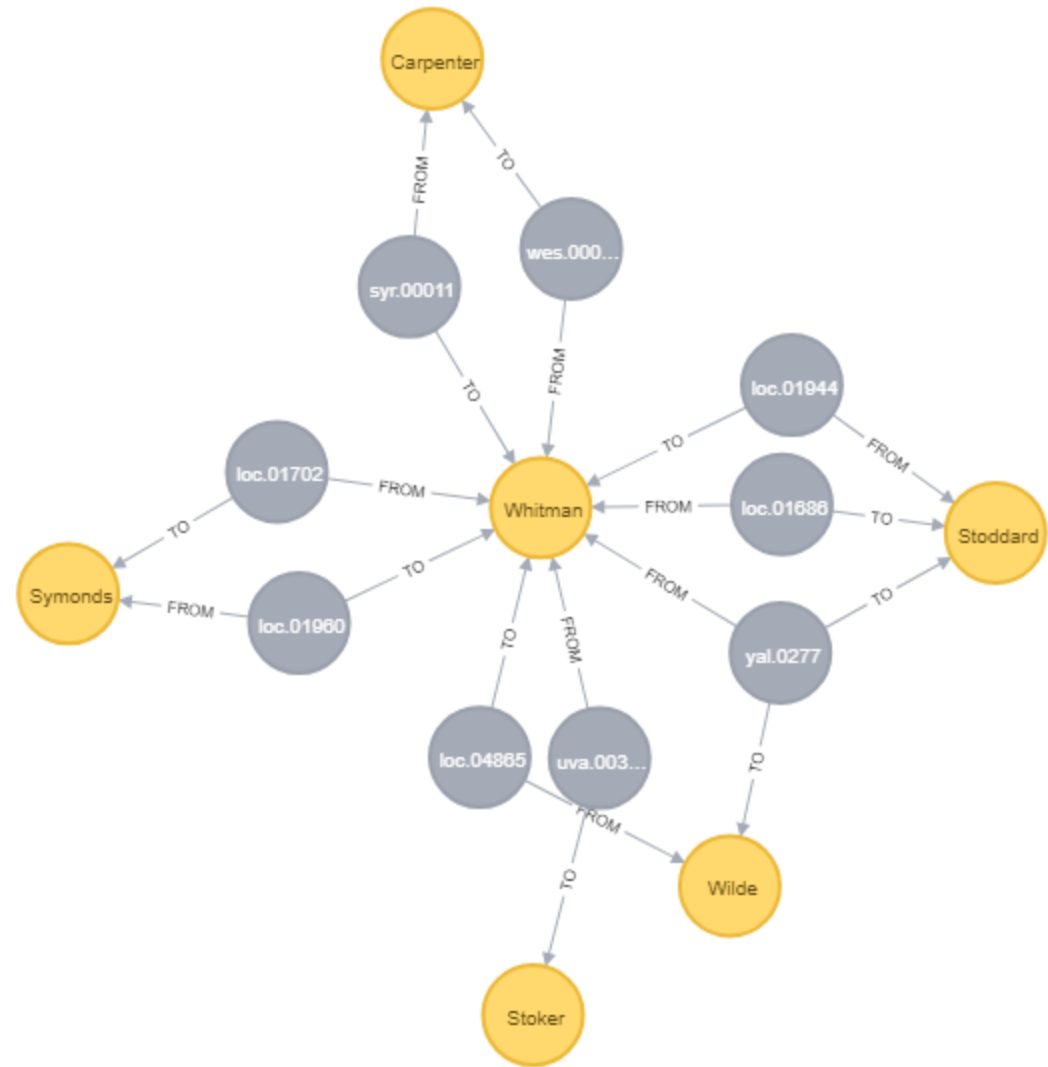 Carpenter
FROM
TO
wes.000...
syr.00011
TO
FROM
loc.01944
TO
FROM
loc.01702
FROM
Whitman
FROM
loc.01686
TO
Stoddard
TO
Symonds
FROM
loc.01960
TO
FROM
TO
yal.0277
TO
FROM
TO
loc.04865
uva.003...
FROM
TO
Wilde
Stoker